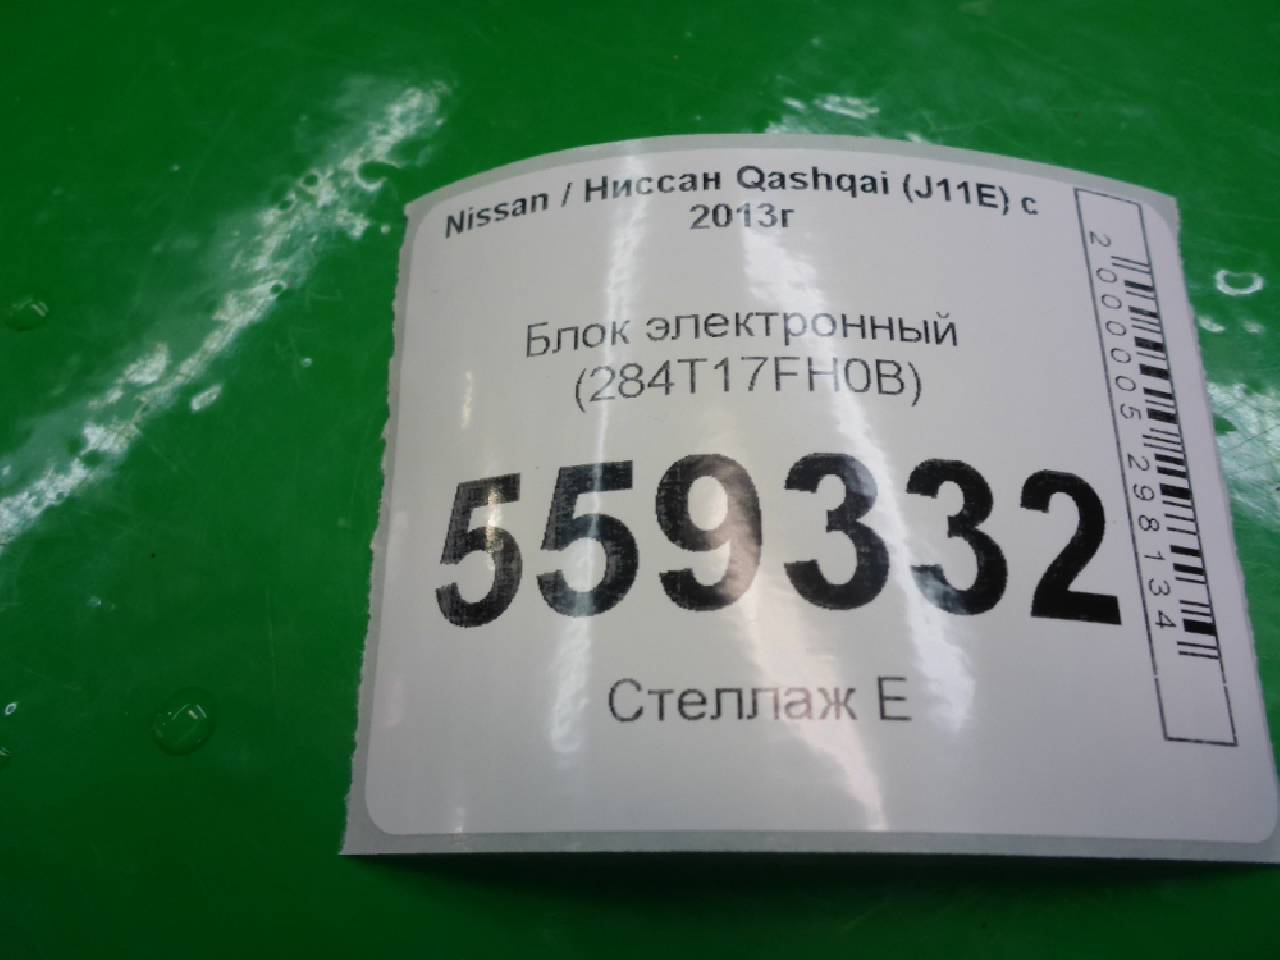 Nissan / Ниссан Qashqai (J11E) с
2013г
Блок электронный
(284T17FH0B)
559332
Стеллаж Е
2000005298134